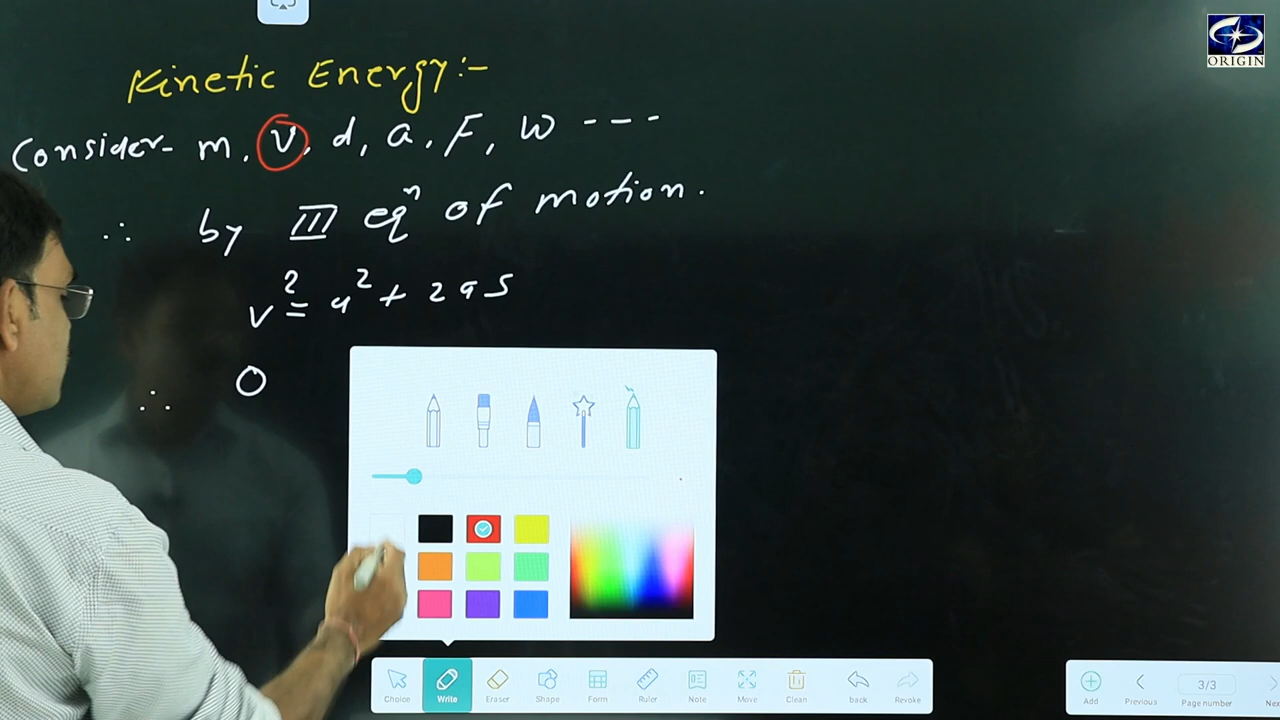 ORIGIN
Kinetic Energy:-
Consider- m, v, d, a, F, W ----
∴ by III eqⁿ of motion.
v² = u² + 2as
∴ 0
Choice Write Eraser Shape Form Ruler Note Move Clean back Revoke
Add Previous 3/3 Page number Nex